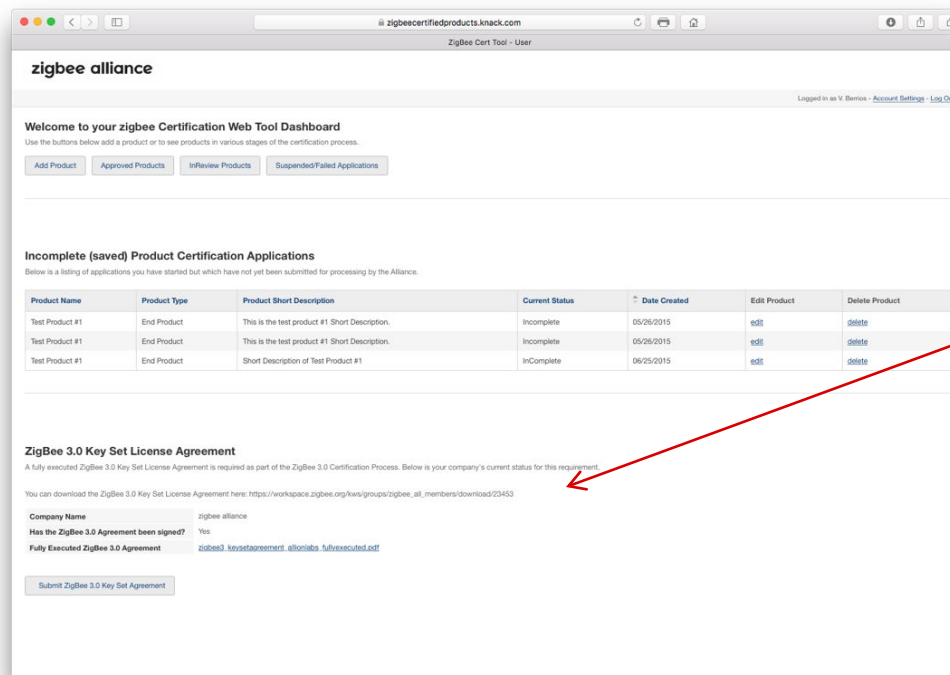 zigbeecertifiedproducts.knack.com
ZigBee Cert Tool - User
zigbee alliance
Logged in as V. Berrios - Account Settings - Log O
Welcome to your zigbee Certification Web Tool Dashboard
Use the buttons below add a product or to see products in various stages of the certification process.
Add Product Approved Products InReview Products Suspended/Failed Applications
Incomplete (saved) Product Certification Applications
Below is a listing of applications you have started but which have not yet been submitted for processing by the Alliance.
Product Name Product Type Product Short Description Current Status Date Created Edit Product Delete Product
Test Product #1 End Product This is the test product #1 Short Description. Incomplete 05/26/2015 edit delete
Test Product #1 End Product This is the test product #1 Short Description. Incomplete 05/26/2015 edit delete
Test Product #1 End Product Short Description of Test Product #1 InComplete 06/25/2015 edit delete
ZigBee 3.0 Key Set License Agreement
A fully executed ZigBee 3.0 Key Set License Agreement is required as part of the ZigBee 3.0 Certification Process. Below is your company's current status for this requirement.
You can download the ZigBee 3.0 Key Set License Agreement here: https://workspace.zigbee.org/kws/groups/zigbee_all_members/download/23453
Company Name zigbee alliance
Has the ZigBee 3.0 Agreement been signed? Yes
Fully Executed ZigBee 3.0 Agreement zigbee3_keysetagreement_allionlabs_fullyexecuted.pdf
Submit ZigBee 3.0 Key Set Agreement